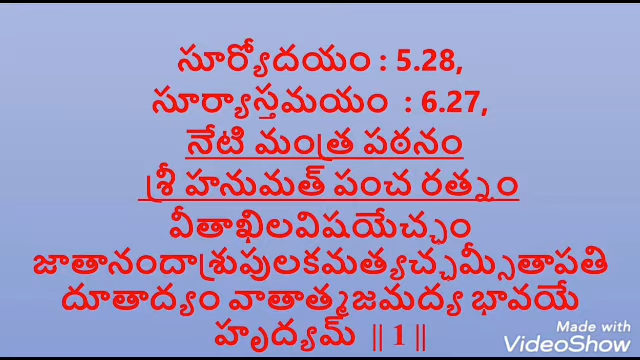 సూర్యోదయం : 5.28,
సూర్యాస్తమయం : 6.27,
నేటి మంత్ర పఠనం
శ్రీ హనుమత్ పంచ రత్నం
వీతాఖిలవిషయేచ్ఛం
జాతానందాశ్రుపులకమత్యచ్ఛమ్సీతాపతి
దూతాద్యం వాతాత్మజమద్య భావయే
హృద్యమ్ || 1 ||
Made with
VideoShow